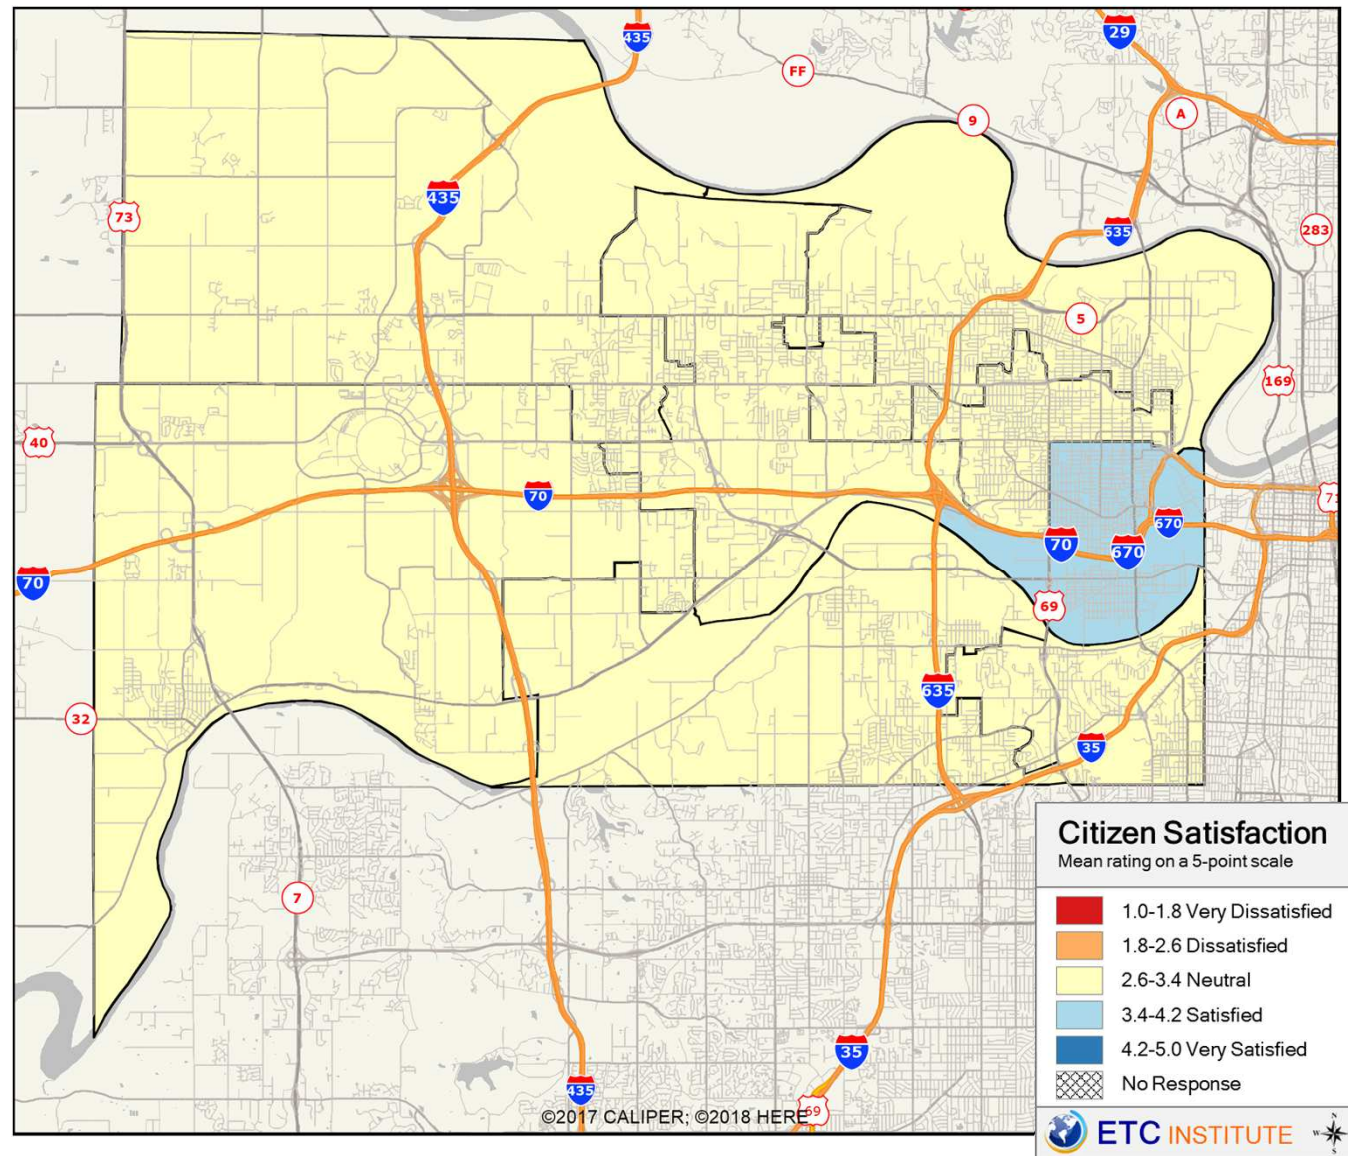 435
29
FF
9
A
435
73
635
283
5
169
40
70
71
670
70
670
70
69
635
32
35
7
35
435
69
©2017 CALIPER; ©2018 HERE
Citizen Satisfaction
Mean rating on a 5-point scale
1.0-1.8 Very Dissatisfied
1.8-2.6 Dissatisfied
2.6-3.4 Neutral
3.4-4.2 Satisfied
4.2-5.0 Very Satisfied
No Response
ETC INSTITUTE
N
W
S